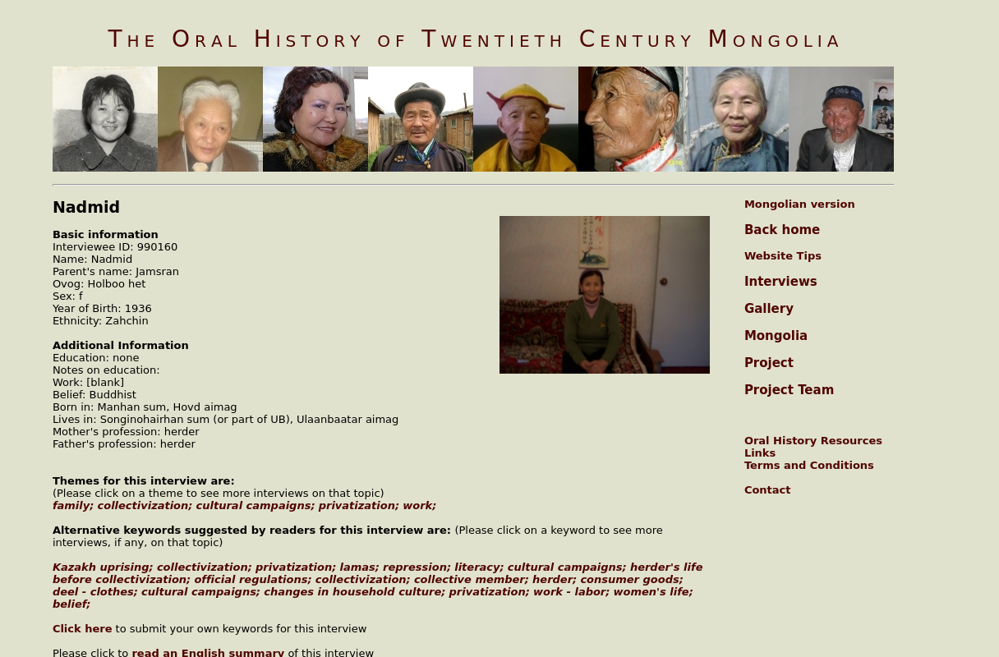 The Oral History of Twentieth Century Mongolia
Nadmid
Basic information
Interviewee ID: 990160
Name: Nadmid
Parent's name: Jamsran
Ovog: Holboo het
Sex: f
Year of Birth: 1936
Ethnicity: Zahchin
Additional Information
Education: none
Notes on education:
Work: [blank]
Belief: Buddhist
Born in: Manhan sum, Hovd aimag
Lives in: Songinohairhan sum (or part of UB), Ulaanbaatar aimag
Mother's profession: herder
Father's profession: herder
Themes for this interview are:
(Please click on a theme to see more interviews on that topic)
family; collectivization; cultural campaigns; privatization; work;
Alternative keywords suggested by readers for this interview are: (Please click on a keyword to see more
interviews, if any, on that topic)
Kazakh uprising; collectivization; privatization; lamas; repression; literacy; cultural campaigns; herder's life
before collectivization; official regulations; collectivization; collective member; herder; consumer goods;
deel - clothes; cultural campaigns; changes in household culture; privatization; work - labor; women's life;
belief;
Click here to submit your own keywords for this interview
Please click to read an English summary of this interview
Mongolian version
Back home
Website Tips
Interviews
Gallery
Mongolia
Project
Project Team
Oral History Resources
Links
Terms and Conditions
Contact